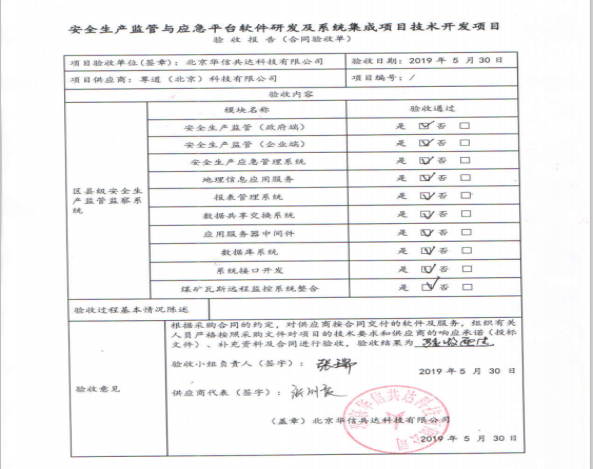 安全生产监管与应急平台软件研发及系统集成项目技术开发项目
验收报告（合同验收单）
项目验收单位(签章)：北京华信共达科技有限公司 验收日期：2019 年 5 月 30 日
项目供应商：尊道（北京）科技有限公司 项目编号：/
验收内容
区县级安全生产监管监察系统
模块名称 验收通过
安全生产监管（政府端） 是 ☑ 否 □
安全生产监管（企业端） 是 ☑ 否 □
安全生产应急管理系统 是 ☑ 否 □
地理信息应用服务 是 ☑ 否 □
报表管理系统 是 ☑ 否 □
数据共享交换系统 是 ☑ 否 □
应用服务器中间件 是 ☑ 否 □
数据库系统 是 ☑ 否 □
系统接口开发 是 ☑ 否 □
煤矿瓦斯远程监控系统整合 是 ☑ 否 □
验收过程基本情况陈述
验收意见
根据采购合同的约定，对供应商按合同交付的软件及服务，组织有关
人员严格按照采购文件对项目的技术要求和供应商的响应承诺（投标
文件）、补充资料及合同进行验收，验收结果为
验收小组负责人（签字）：张瑞
2019 年 5 月 30 日
供应商代表（签字）：
（盖章）北京华信共达科技有限公司
2019 年 5 月 30 日